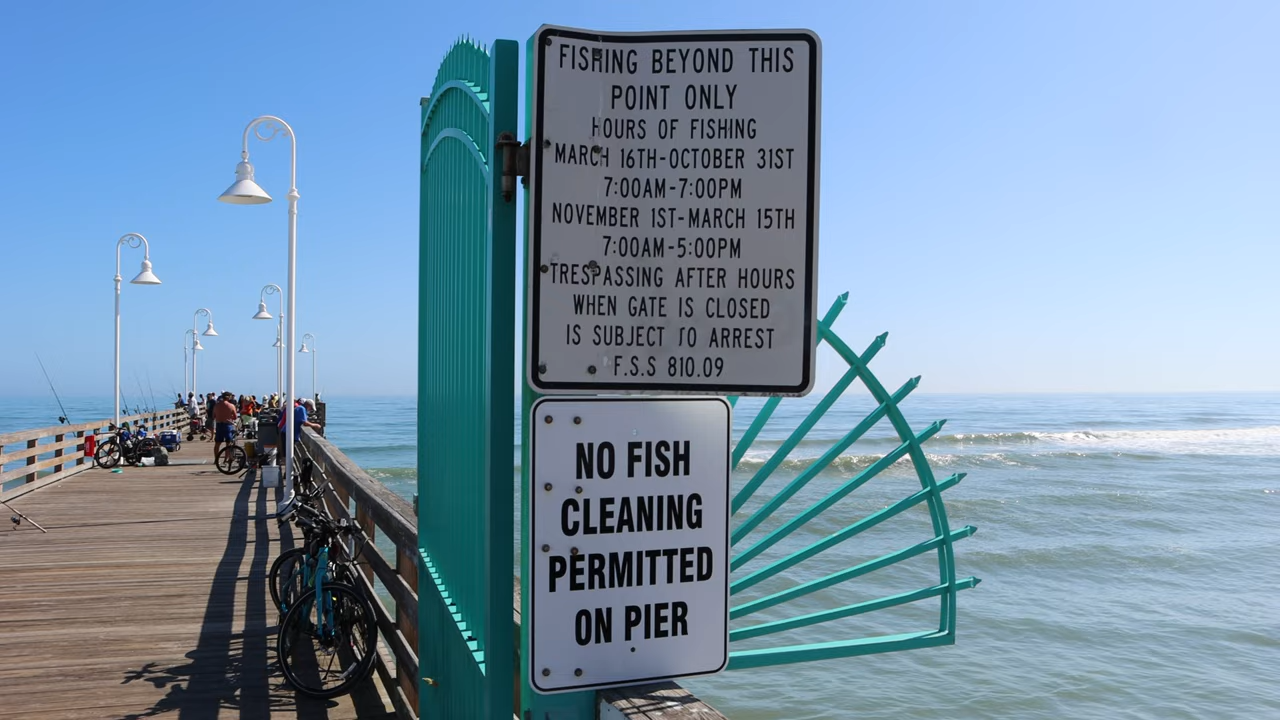 FISHING BEYOND THIS
POINT ONLY
HOURS OF FISHING
MARCH 16TH-OCTOBER 31ST
7:00AM-7:00PM
NOVEMBER 1ST-MARCH 15TH
7:00AM-5:00PM
TRESPASSING AFTER HOURS
WHEN GATE IS CLOSED
IS SUBJECT TO ARREST
F.S.S 810.09
NO FISH
CLEANING
PERMITTED
ON PIER